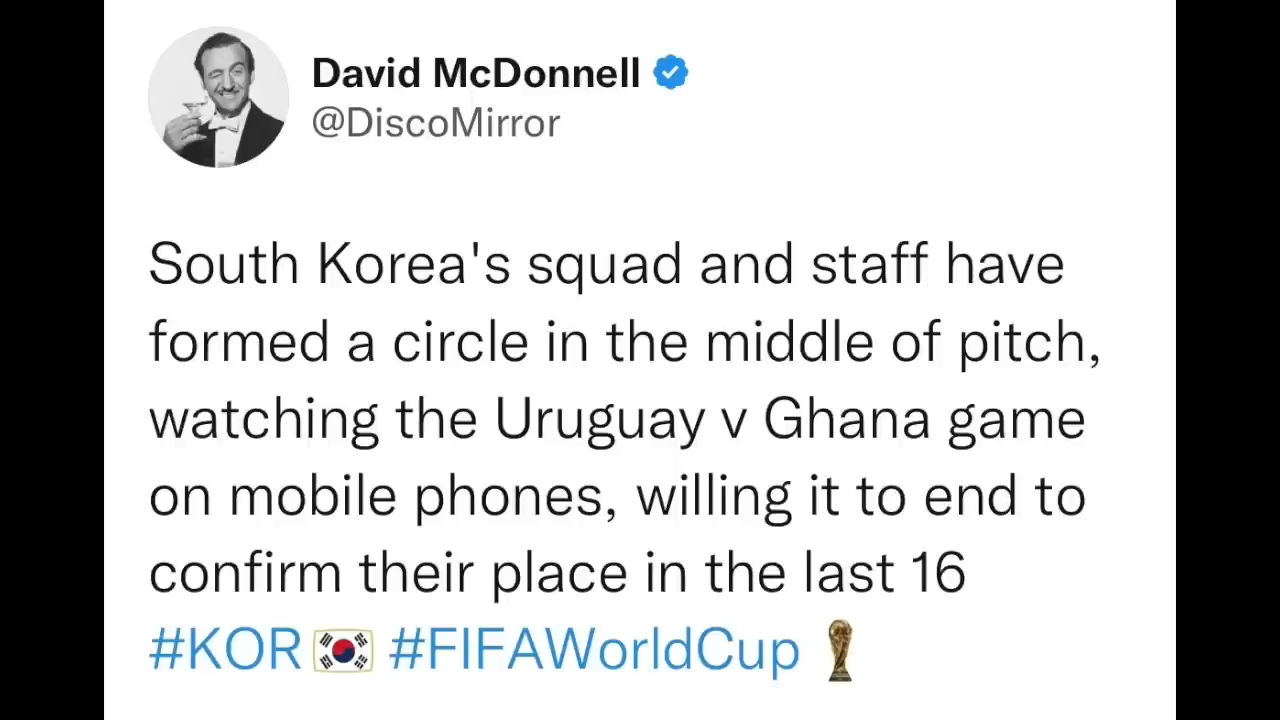 David McDonnell
@DiscoMirror
South Korea's squad and staff have
formed a circle in the middle of pitch,
watching the Uruguay v Ghana game
on mobile phones, willing it to end to
confirm their place in the last 16
#KOR🇰🇷 #FIFAWorldCup